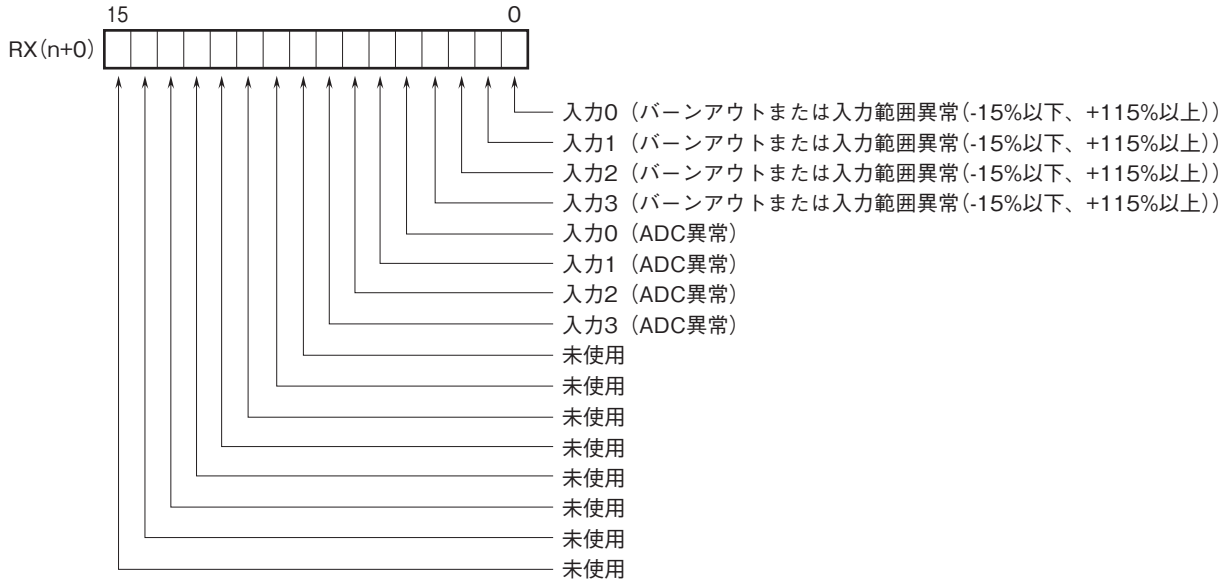 15 0
RX(n+0)
入力0（バーンアウトまたは入力範囲異常(-15%以下、+115%以上)）
入力1（バーンアウトまたは入力範囲異常(-15%以下、+115%以上)）
入力2（バーンアウトまたは入力範囲異常(-15%以下、+115%以上)）
入力3（バーンアウトまたは入力範囲異常(-15%以下、+115%以上)）
入力0（ADC異常）
入力1（ADC異常）
入力2（ADC異常）
入力3（ADC異常）
未使用
未使用
未使用
未使用
未使用
未使用
未使用
未使用